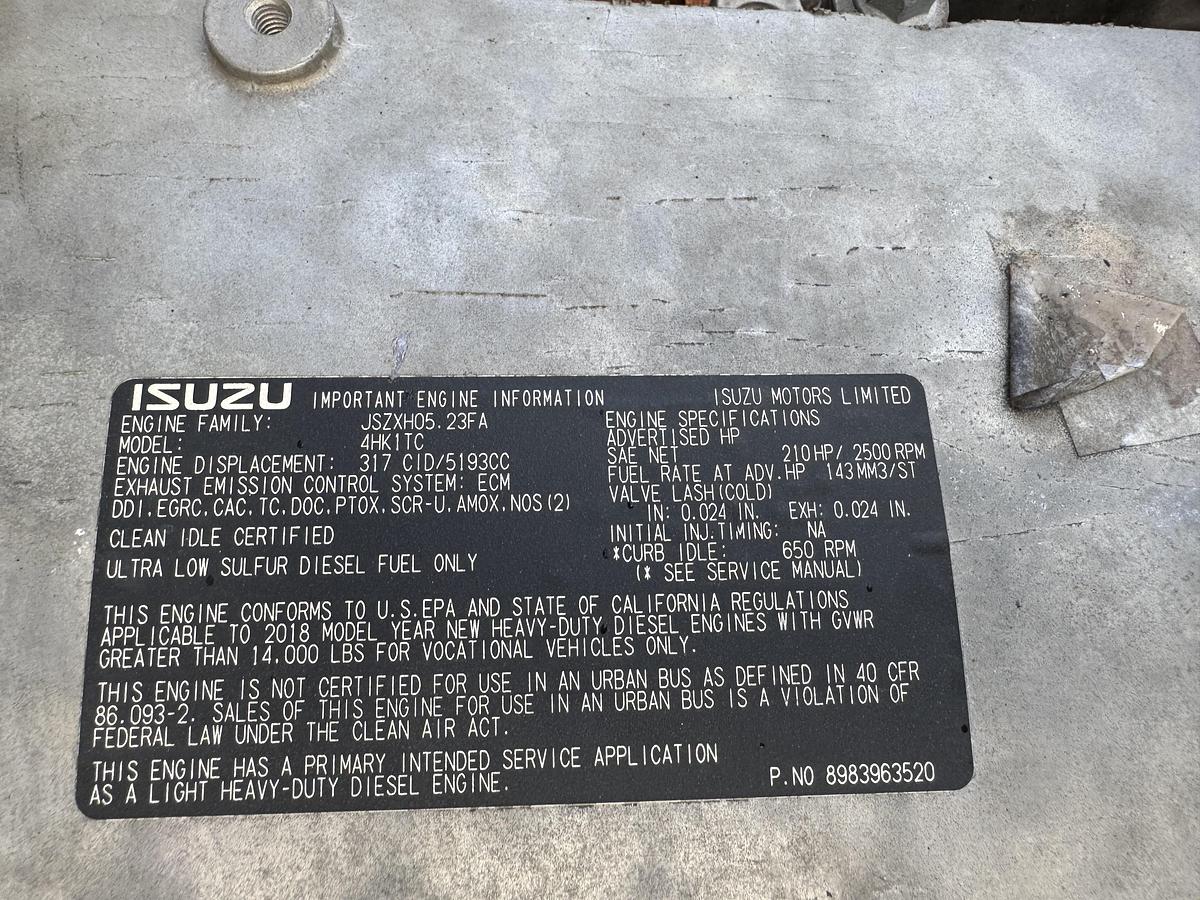 ISUZU IMPORTANT ENGINE INFORMATION ISUZU MOTORS LIMITED
ENGINE FAMILY: JSZXH05.23FA
MODEL: 4HK1TC
ENGINE DISPLACEMENT: 317 CID/5193CC
EXHAUST EMISSION CONTROL SYSTEM: ECM
DDI.EGRC.CAC.TC.DOC.PTOX.SCR-U.AMOX.NOS(2)
CLEAN IDLE CERTIFIED
ULTRA LOW SULFUR DIESEL FUEL ONLY
ENGINE SPECIFICATIONS
ADVERTISED HP
SAE NET 210HP/ 2500RPM
FUEL RATE AT ADV.HP 143MM3/ST
VALVE LASH(COLD)
IN: 0.024 IN. EXH: 0.024 IN.
INITIAL INJ.TIMING: NA
*CURB IDLE: 650 RPM
(* SEE SERVICE MANUAL)
THIS ENGINE CONFORMS TO U.S.EPA AND STATE OF CALIFORNIA REGULATIONS
APPLICABLE TO 2018 MODEL YEAR NEW HEAVY-DUTY DIESEL ENGINES WITH GVWR
GREATER THAN 14.000 LBS FOR VOCATIONAL VEHICLES ONLY.
THIS ENGINE IS NOT CERTIFIED FOR USE IN AN URBAN BUS AS DEFINED IN 40 CFR
86.093-2. SALES OF THIS ENGINE FOR USE IN AN URBAN BUS IS A VIOLATION OF
FEDERAL LAW UNDER THE CLEAN AIR ACT.
THIS ENGINE HAS A PRIMARY INTENDED SERVICE APPLICATION
AS A LIGHT HEAVY-DUTY DIESEL ENGINE.
P.NO 8983963520